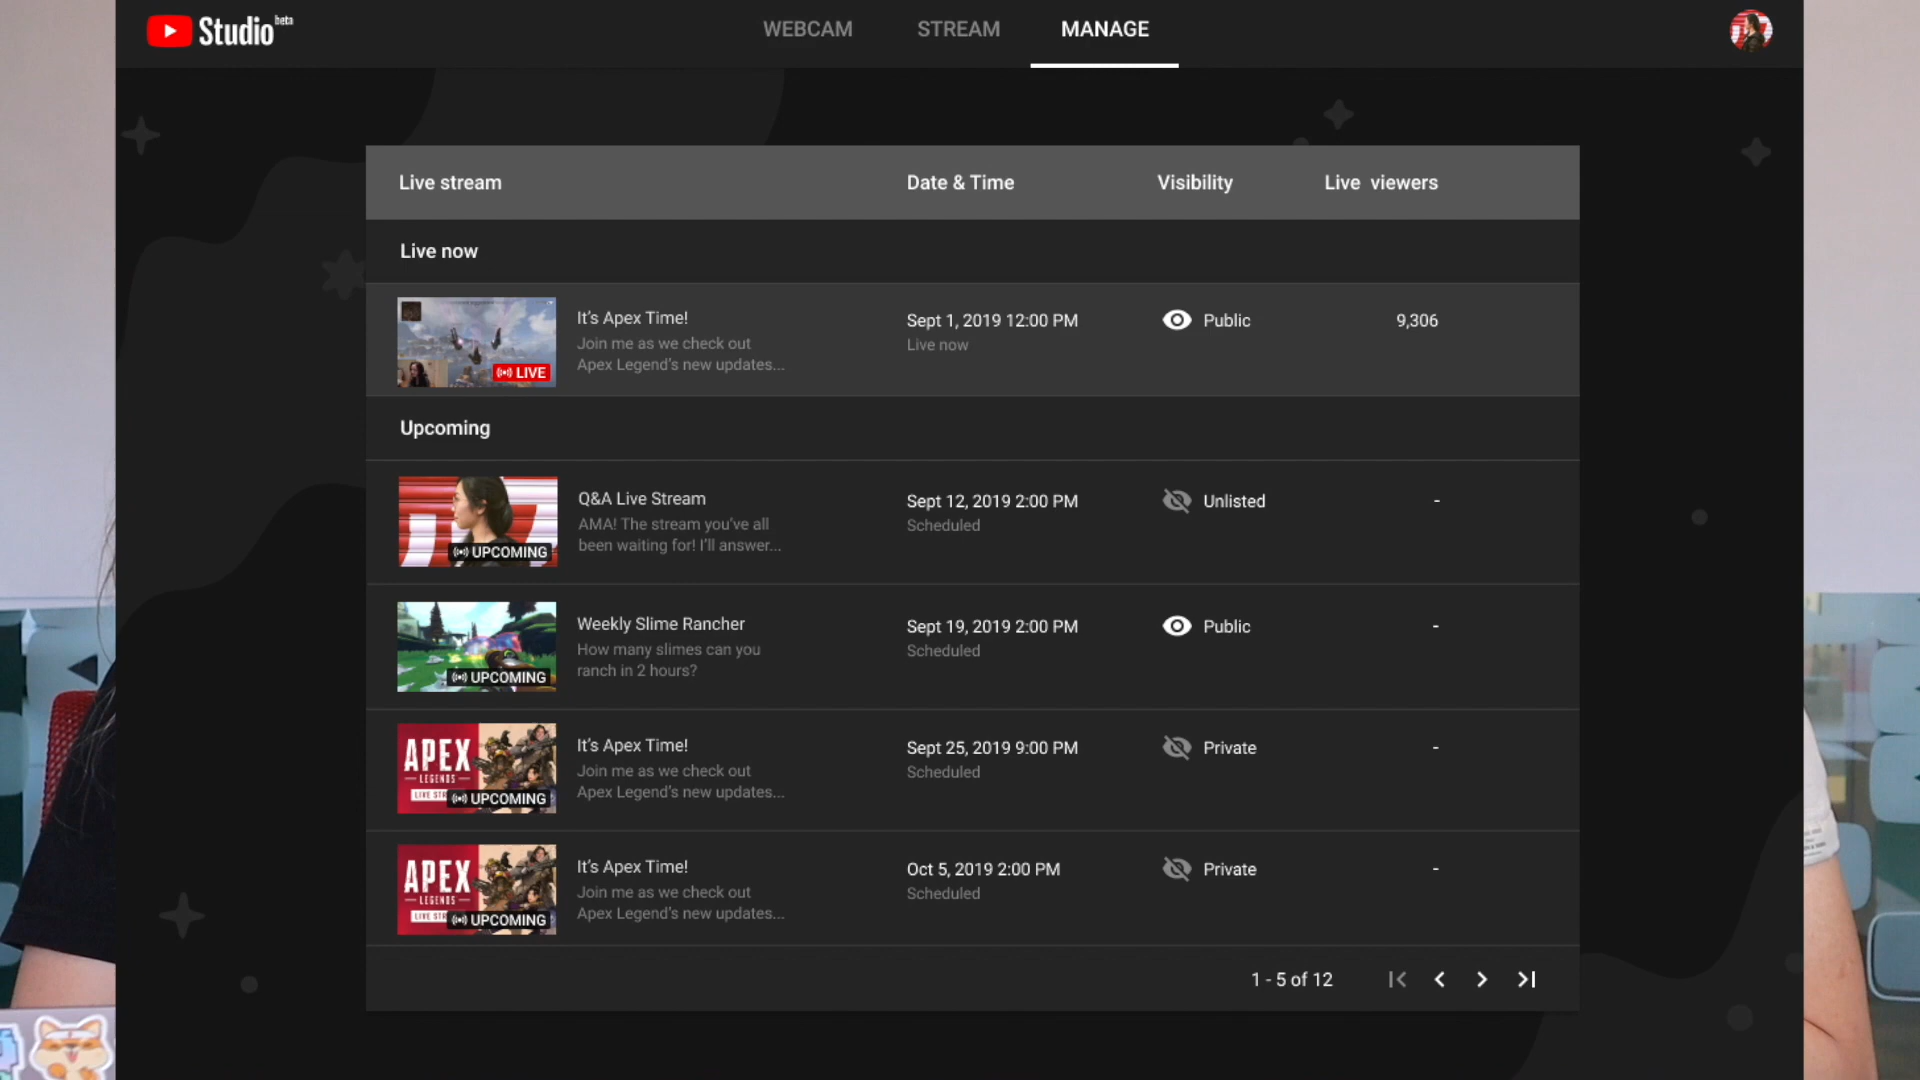 Studio beta
WEBCAM STREAM MANAGE
Live stream Date & Time Visibility Live viewers
Live now
It's Apex Time! Sept 1, 2019 12:00 PM Public 9,306
Join me as we check out Live now
Apex Legend's new updates...
LIVE
Upcoming
Q&A Live Stream Sept 12, 2019 2:00 PM Unlisted -
AMA! The stream you've all Scheduled
been waiting for! I'll answer...
UPCOMING
Weekly Slime Rancher Sept 19, 2019 2:00 PM Public -
How many slimes can you Scheduled
ranch in 2 hours?
UPCOMING
It's Apex Time! Sept 25, 2019 9:00 PM Private -
Join me as we check out Scheduled
Apex Legend's new updates...
APEX
LEGENDS
UPCOMING
It's Apex Time! Oct 5, 2019 2:00 PM Private -
Join me as we check out Scheduled
Apex Legend's new updates...
APEX
LEGENDS
UPCOMING
1 - 5 of 12